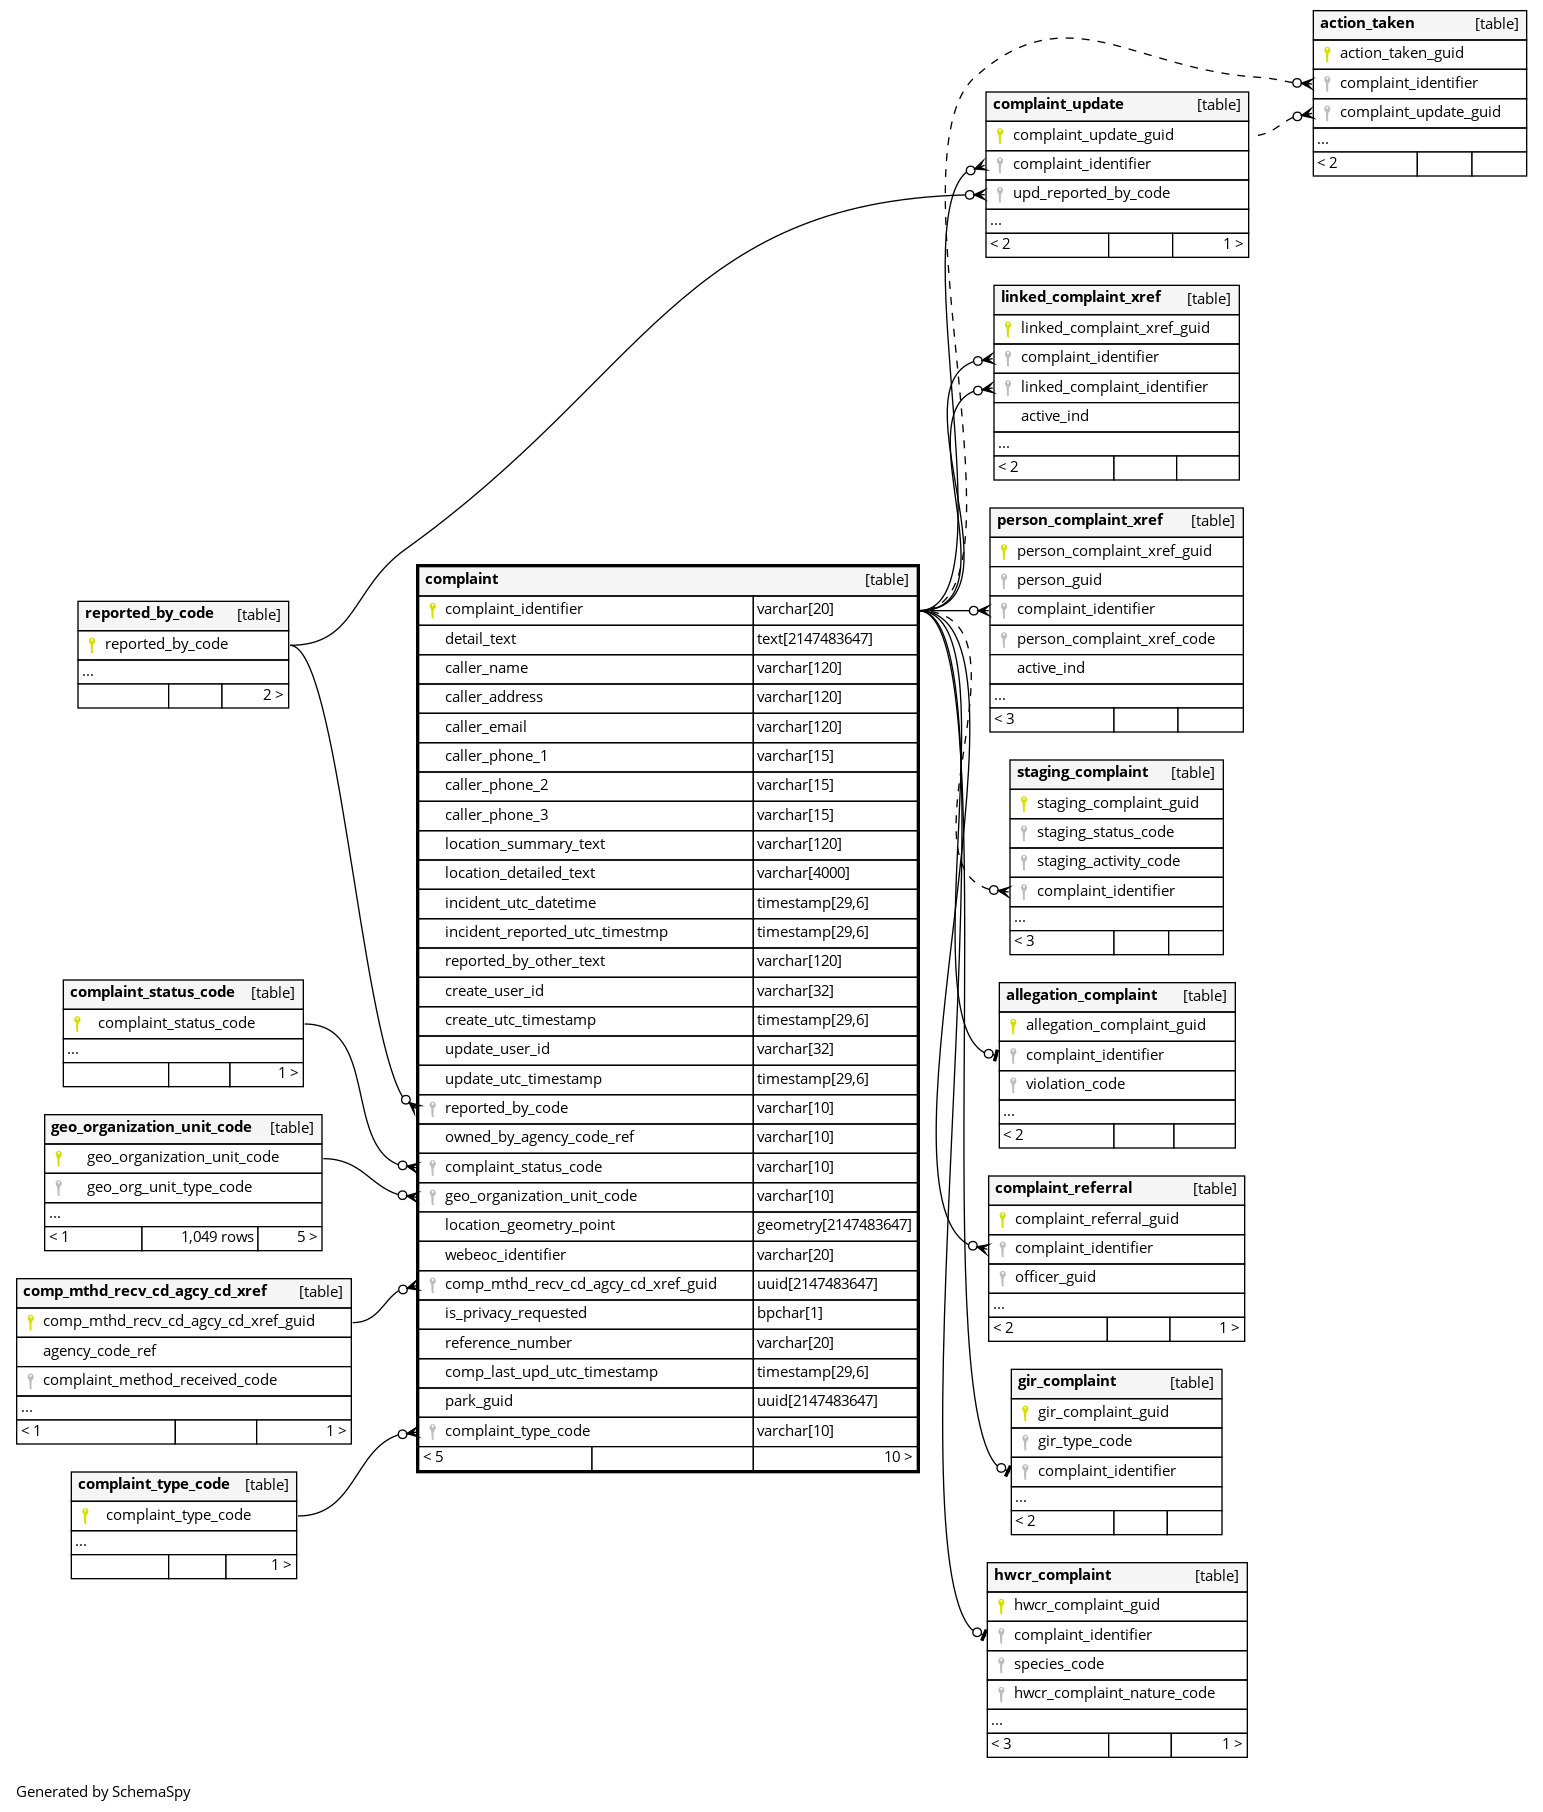 action_taken [table]
action_taken_guid
complaint_identifier
complaint_update_guid
...
< 2
complaint_update [table]
complaint_update_guid
complaint_identifier
upd_reported_by_code
...
< 2 1 >
linked_complaint_xref [table]
linked_complaint_xref_guid
complaint_identifier
linked_complaint_identifier
active_ind
...
< 2
person_complaint_xref [table]
person_complaint_xref_guid
person_guid
complaint_identifier
person_complaint_xref_code
active_ind
...
< 3
reported_by_code [table]
reported_by_code
...
2 >
complaint [table]
complaint_identifier varchar[20]
detail_text text[2147483647]
caller_name varchar[120]
caller_address varchar[120]
caller_email varchar[120]
caller_phone_1 varchar[15]
caller_phone_2 varchar[15]
caller_phone_3 varchar[15]
location_summary_text varchar[120]
location_detailed_text varchar[4000]
incident_utc_datetime timestamp[29,6]
incident_reported_utc_timestmp timestamp[29,6]
reported_by_other_text varchar[120]
create_user_id varchar[32]
create_utc_timestamp timestamp[29,6]
update_user_id varchar[32]
update_utc_timestamp timestamp[29,6]
reported_by_code varchar[10]
owned_by_agency_code_ref varchar[10]
complaint_status_code varchar[10]
geo_organization_unit_code varchar[10]
location_geometry_point geometry[2147483647]
webeoc_identifier varchar[20]
comp_mthd_recv_cd_agcy_cd_xref_guid uuid[2147483647]
is_privacy_requested bpchar[1]
reference_number varchar[20]
comp_last_upd_utc_timestamp timestamp[29,6]
park_guid uuid[2147483647]
complaint_type_code varchar[10]
< 5 10 >
staging_complaint [table]
staging_complaint_guid
staging_status_code
staging_activity_code
complaint_identifier
...
< 3
complaint_status_code [table]
complaint_status_code
...
1 >
allegation_complaint [table]
allegation_complaint_guid
complaint_identifier
violation_code
...
< 2
geo_organization_unit_code [table]
geo_organization_unit_code
geo_org_unit_type_code
...
< 1 1,049 rows 5 >
complaint_referral [table]
complaint_referral_guid
complaint_identifier
officer_guid
...
< 2 1 >
comp_mthd_recv_cd_agcy_cd_xref [table]
comp_mthd_recv_cd_agcy_cd_xref_guid
agency_code_ref
complaint_method_received_code
...
< 1 1 >
gir_complaint [table]
gir_complaint_guid
gir_type_code
complaint_identifier
...
< 2
complaint_type_code [table]
complaint_type_code
...
1 >
hwcr_complaint [table]
hwcr_complaint_guid
complaint_identifier
species_code
hwcr_complaint_nature_code
...
< 3 1 >
Generated by SchemaSpy